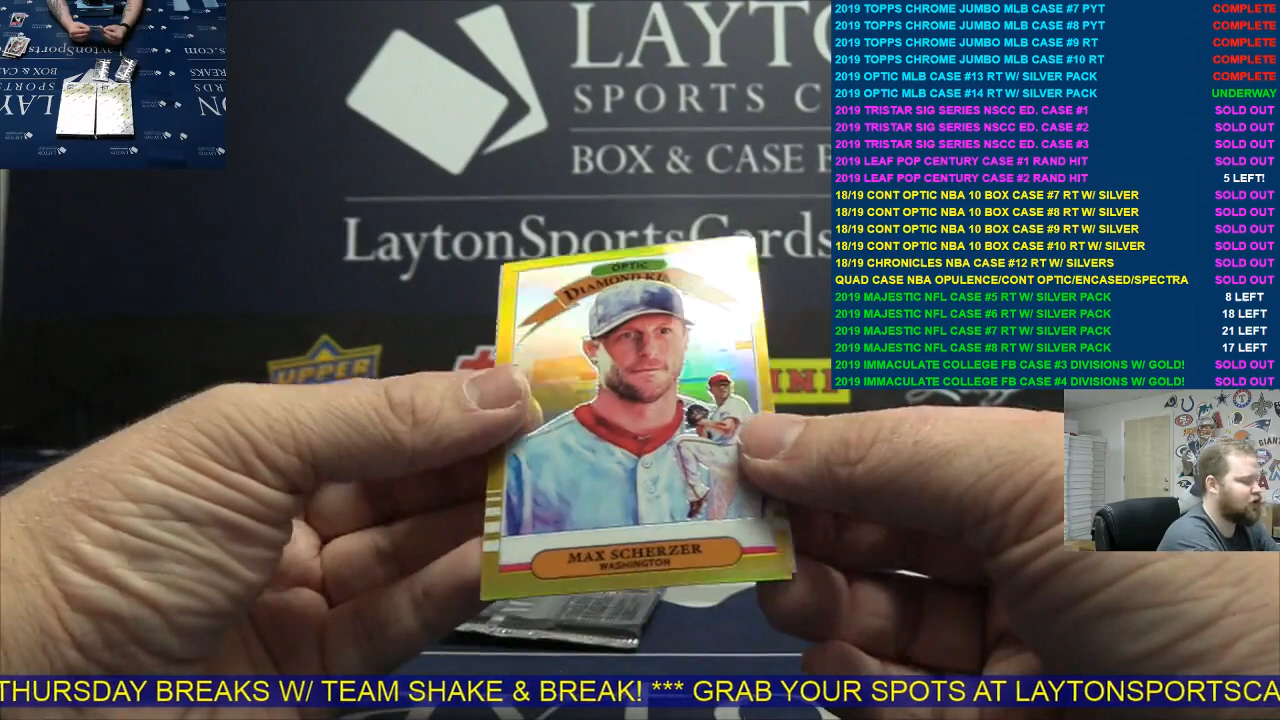 LAYTO
SPORTS C
BOX & CASE
LaytonSportsCards
s.com
BOX & CA
BREAKS
LAY
UPPER
OPTIC
DIAMOND KI
MAX SCHERZER
WASHINGTON
2019 TOPPS CHROME JUMBO MLB CASE #7 PYT COMPLETE
2019 TOPPS CHROME JUMBO MLB CASE #8 PYT COMPLETE
2019 TOPPS CHROME JUMBO MLB CASE #9 RT COMPLETE
2019 TOPPS CHROME JUMBO MLB CASE #10 RT COMPLETE
2019 OPTIC MLB CASE #13 RT W/ SILVER PACK COMPLETE
2019 OPTIC MLB CASE #14 RT W/ SILVER PACK UNDERWAY
2019 TRISTAR SIG SERIES NSCC ED. CASE #1 SOLD OUT
2019 TRISTAR SIG SERIES NSCC ED. CASE #2 SOLD OUT
2019 TRISTAR SIG SERIES NSCC ED. CASE #3 SOLD OUT
2019 LEAF POP CENTURY CASE #1 RAND HIT SOLD OUT
2019 LEAF POP CENTURY CASE #2 RAND HIT 5 LEFT!
18/19 CONT OPTIC NBA 10 BOX CASE #7 RT W/ SILVER SOLD OUT
18/19 CONT OPTIC NBA 10 BOX CASE #8 RT W/ SILVER SOLD OUT
18/19 CONT OPTIC NBA 10 BOX CASE #9 RT W/ SILVER SOLD OUT
18/19 CONT OPTIC NBA 10 BOX CASE #10 RT W/ SILVER SOLD OUT
18/19 CHRONICLES NBA CASE #12 RT W/ SILVERS SOLD OUT
QUAD CASE NBA OPULENCE/CONT OPTIC/ENCASED/SPECTRA SOLD OUT
2019 MAJESTIC NFL CASE #5 RT W/ SILVER PACK 8 LEFT
2019 MAJESTIC NFL CASE #6 RT W/ SILVER PACK 18 LEFT
2019 MAJESTIC NFL CASE #7 RT W/ SILVER PACK 21 LEFT
2019 MAJESTIC NFL CASE #8 RT W/ SILVER PACK 17 LEFT
2019 IMMACULATE COLLEGE FB CASE #3 DIVISIONS W/ GOLD! SOLD OUT
2019 IMMACULATE COLLEGE FB CASE #4 DIVISIONS W/ GOLD! SOLD OUT
THURSDAY BREAKS W/ TEAM SHAKE & BREAK! *** GRAB YOUR SPOTS AT LAYTONSPORTSCA